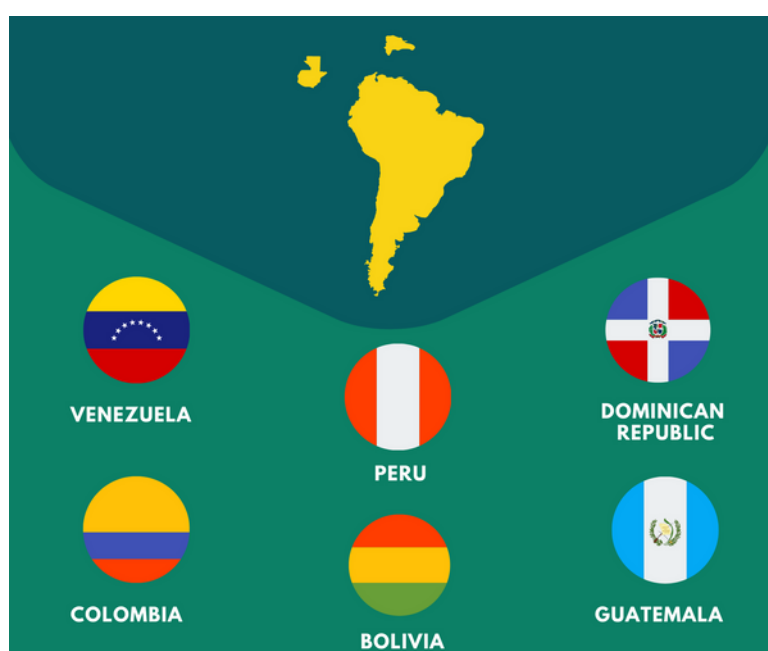 VENEZUELA
PERU
DOMINICAN
REPUBLIC
COLOMBIA
BOLIVIA
GUATEMALA